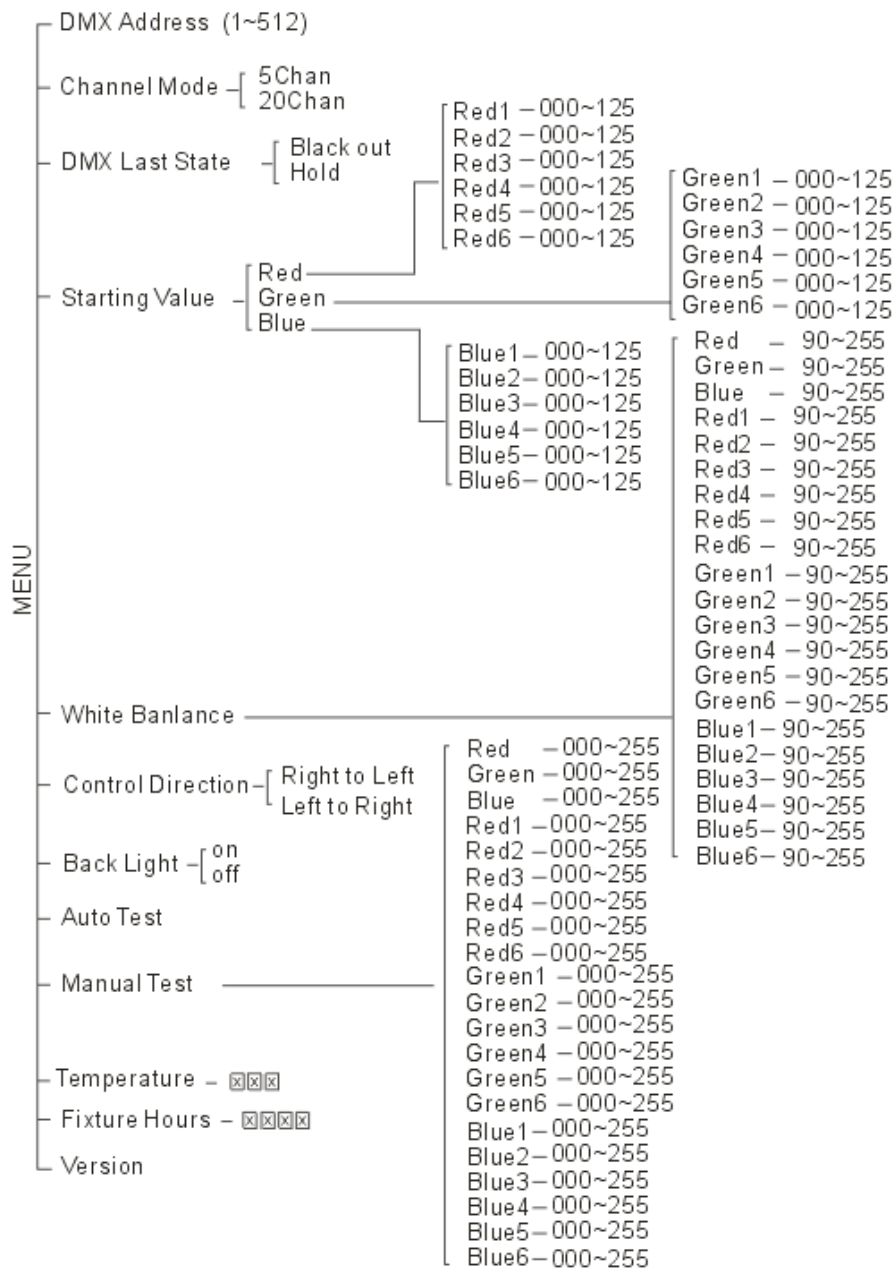 MENU
DMX Address (1~512)
Channel Mode
5Chan
20Chan
DMX Last State
Black out
Hold
Starting Value
Red
Green
Blue
Red1 – 000~125
Red2 – 000~125
Red3 – 000~125
Red4 – 000~125
Red5 – 000~125
Red6 – 000~125
Green1 – 000~125
Green2 – 000~125
Green3 – 000~125
Green4 – 000~125
Green5 – 000~125
Green6 – 000~125
Blue1 – 000~125
Blue2 – 000~125
Blue3 – 000~125
Blue4 – 000~125
Blue5 – 000~125
Blue6 – 000~125
White Banlance
Red – 90~255
Green – 90~255
Blue – 90~255
Red1 – 90~255
Red2 – 90~255
Red3 – 90~255
Red4 – 90~255
Red5 – 90~255
Red6 – 90~255
Green1 – 90~255
Green2 – 90~255
Green3 – 90~255
Green4 – 90~255
Green5 – 90~255
Green6 – 90~255
Blue1 – 90~255
Blue2 – 90~255
Blue3 – 90~255
Blue4 – 90~255
Blue5 – 90~255
Blue6 – 90~255
Control Direction
Right to Left
Left to Right
Back Light
on
off
Auto Test
Manual Test
Red – 000~255
Green – 000~255
Blue – 000~255
Red1 – 000~255
Red2 – 000~255
Red3 – 000~255
Red4 – 000~255
Red5 – 000~255
Red6 – 000~255
Green1 – 000~255
Green2 – 000~255
Green3 – 000~255
Green4 – 000~255
Green5 – 000~255
Green6 – 000~255
Blue1 – 000~255
Blue2 – 000~255
Blue3 – 000~255
Blue4 – 000~255
Blue5 – 000~255
Blue6 – 000~255
Temperature – ☒☒☒
Fixture Hours – ☒☒☒☒
Version